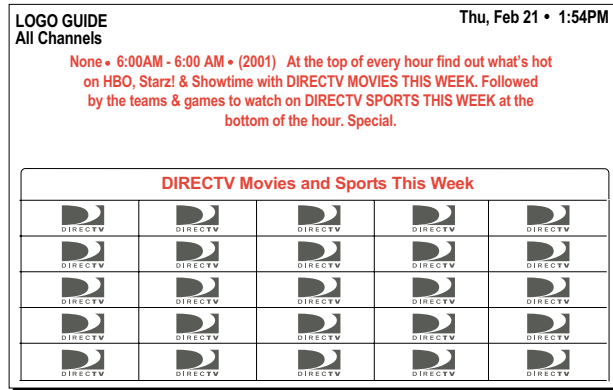 LOGO GUIDE
Thu, Feb 21 • 1:54PM
All Channels
None • 6:00AM - 6:00 AM • (2001) At the top of every hour find out what's hot
on HBO, Starz! & Showtime with DIRECTV MOVIES THIS WEEK. Followed
by the teams & games to watch on DIRECTV SPORTS THIS WEEK at the
bottom of the hour. Special.
DIRECTV Movies and Sports This Week
DIRECTV DIRECTV DIRECTV DIRECTV DIRECTV
DIRECTV DIRECTV DIRECTV DIRECTV DIRECTV
DIRECTV DIRECTV DIRECTV DIRECTV DIRECTV
DIRECTV DIRECTV DIRECTV DIRECTV DIRECTV
DIRECTV DIRECTV DIRECTV DIRECTV DIRECTV